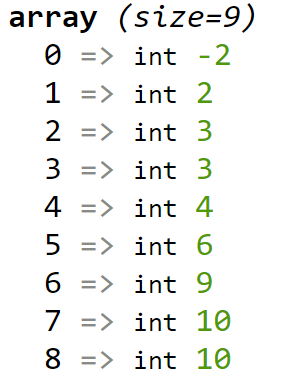 array (size=9)
0 => int -2
1 => int 2
2 => int 3
3 => int 3
4 => int 4
5 => int 6
6 => int 9
7 => int 10
8 => int 10